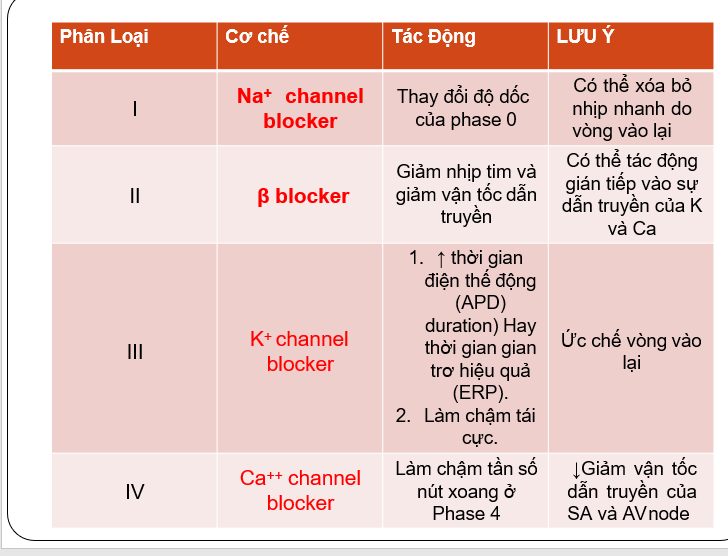 Phân Loại
Cơ chế
Tác Động
LƯU Ý
I
Na+ channel
blocker
Thay đổi độ dốc
của phase 0
Có thể xóa bỏ
nhịp nhanh do
vòng vào lại
II
β blocker
Giảm nhịp tim và
giảm vận tốc dẫn
truyền
Có thể tác động
gián tiếp vào sự
dẫn truyền của K
và Ca
III
K+ channel
blocker
1. ↑ thời gian
điện thế động
(APD)
duration) Hay
thời gian gian
trơ hiệu quả
(ERP).
2. Làm chậm tái
cực.
Ức chế vòng vào
lại
IV
Ca++ channel
blocker
Làm chậm tần số
nút xoang ở
Phase 4
↓Giảm vận tốc
dẫn truyền của
SA và AV node